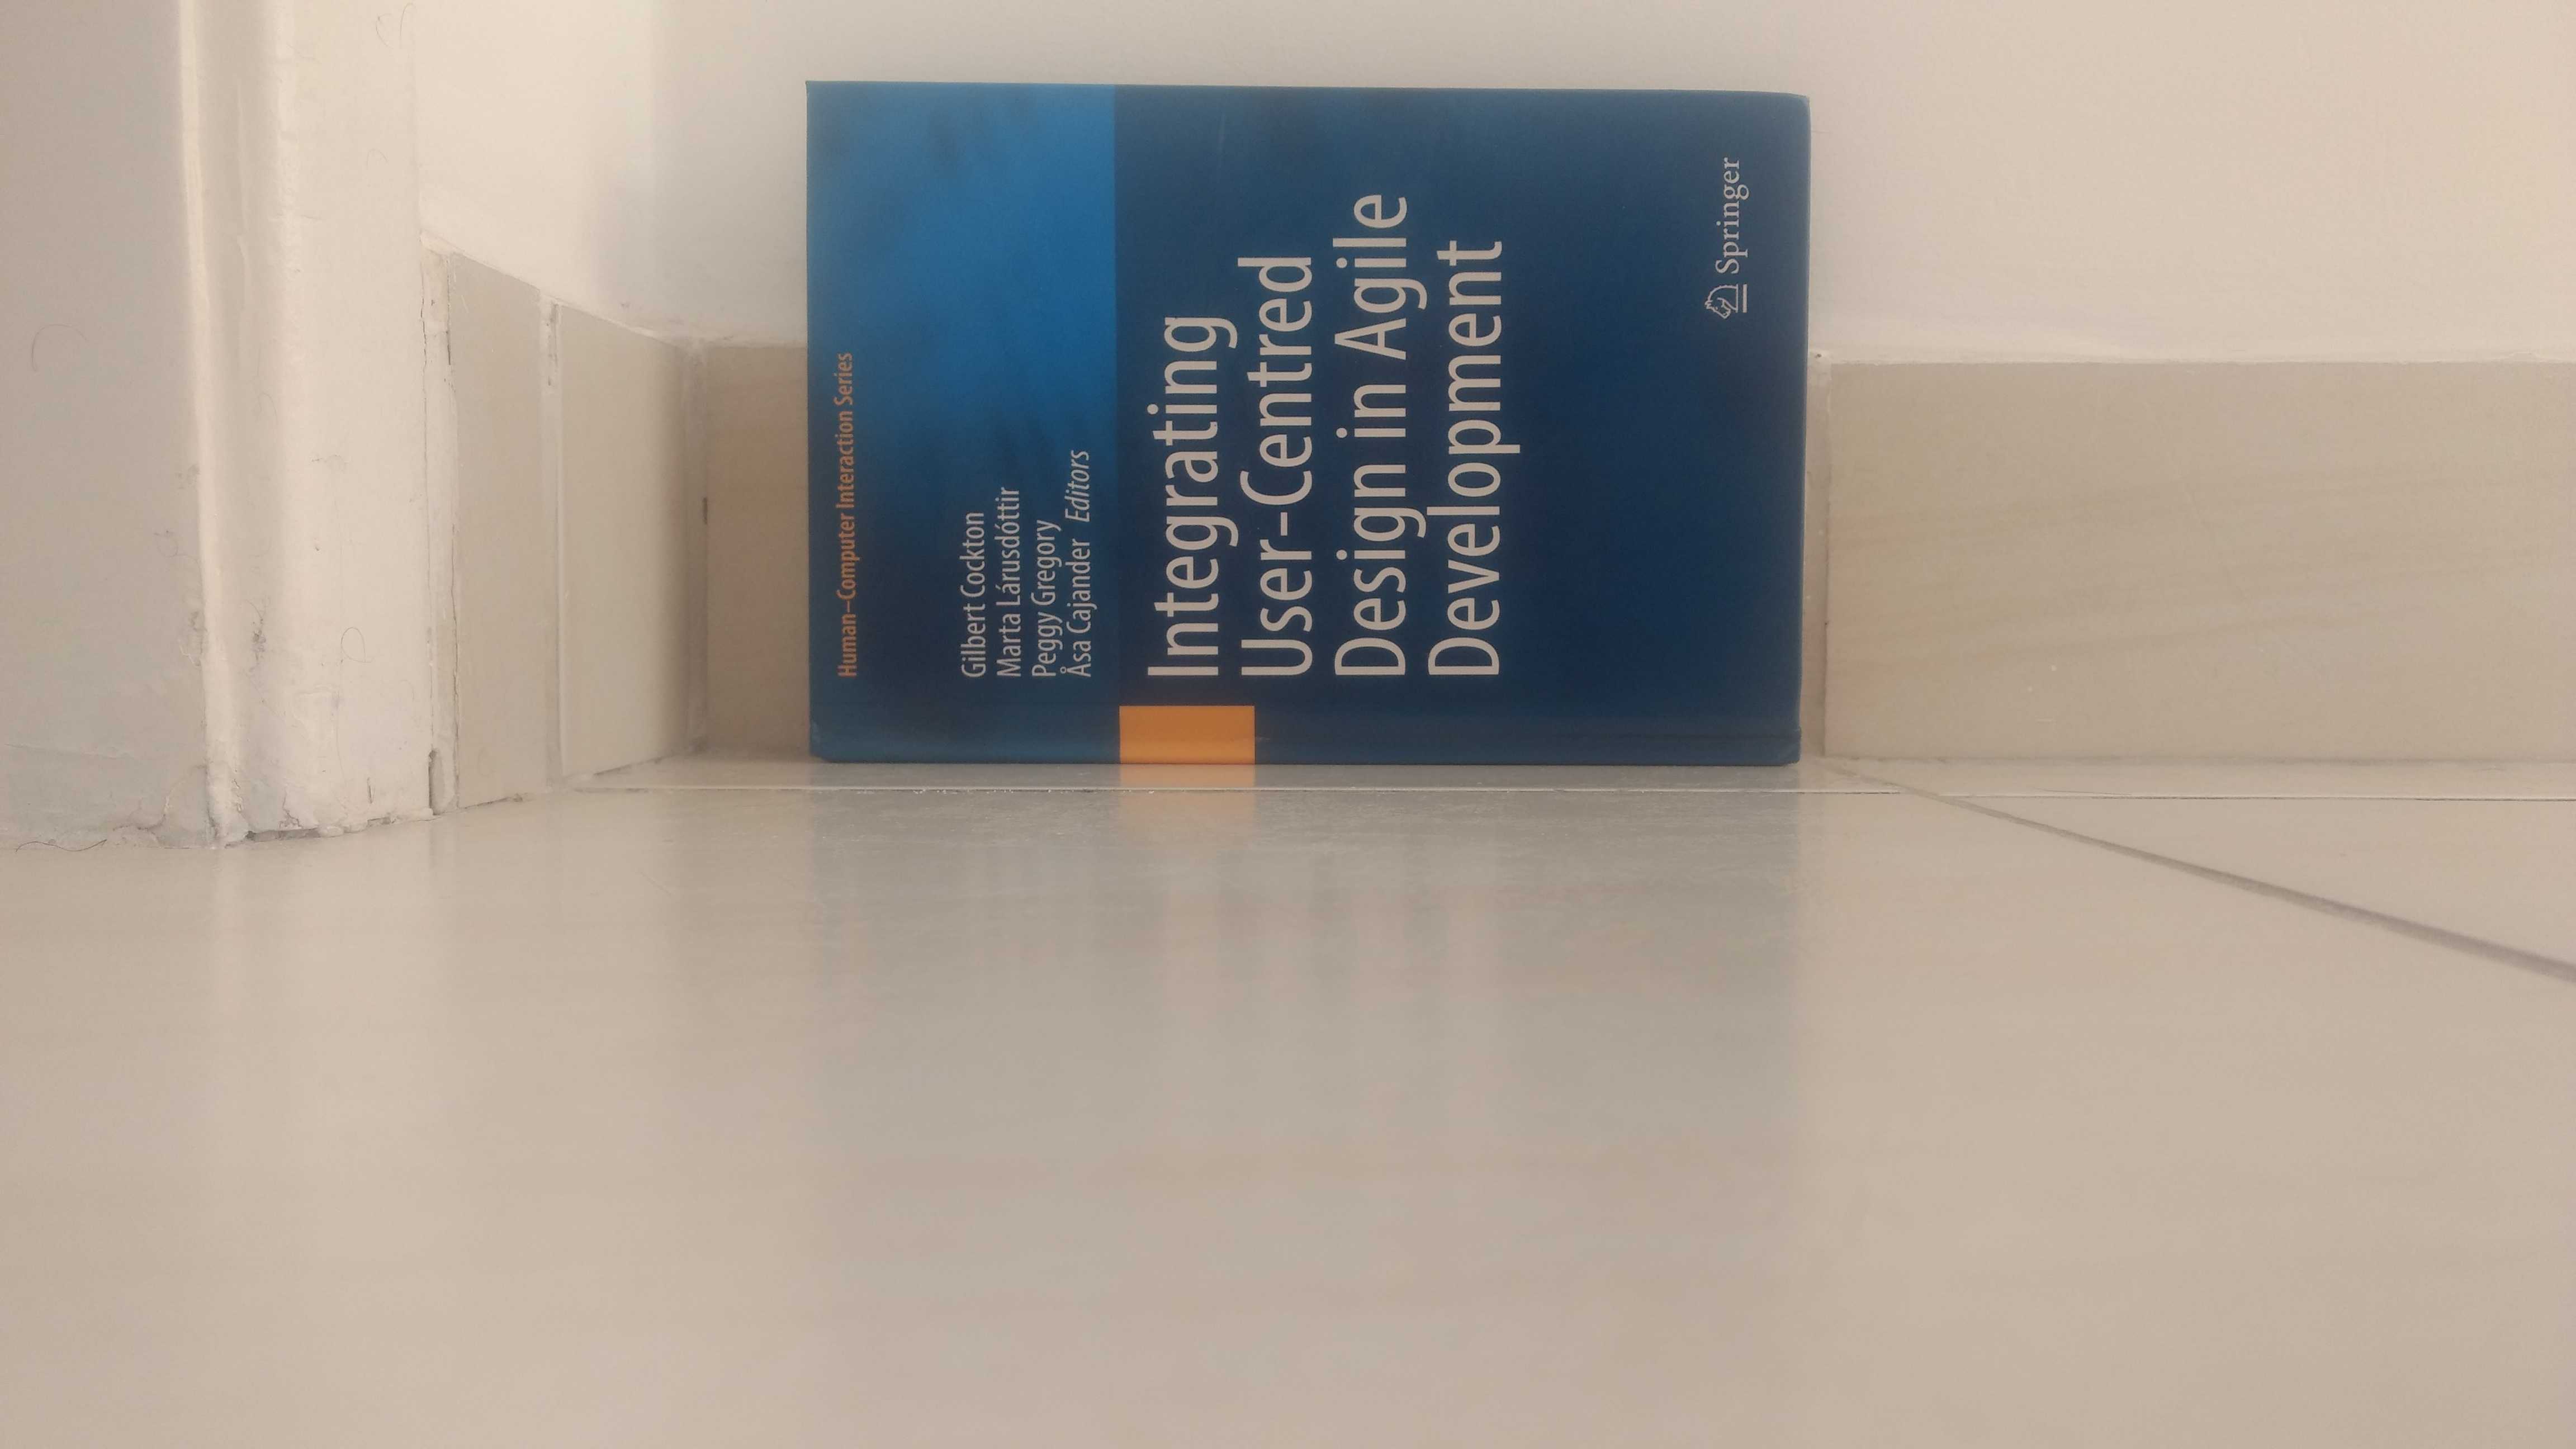 Human–Computer Interaction Series
Gilbert Cockton
Marta Lárusdóttir
Peggy Gregory
Åsa Cajander Editors
Integrating
User-Centred
Design in Agile
Development
Springer